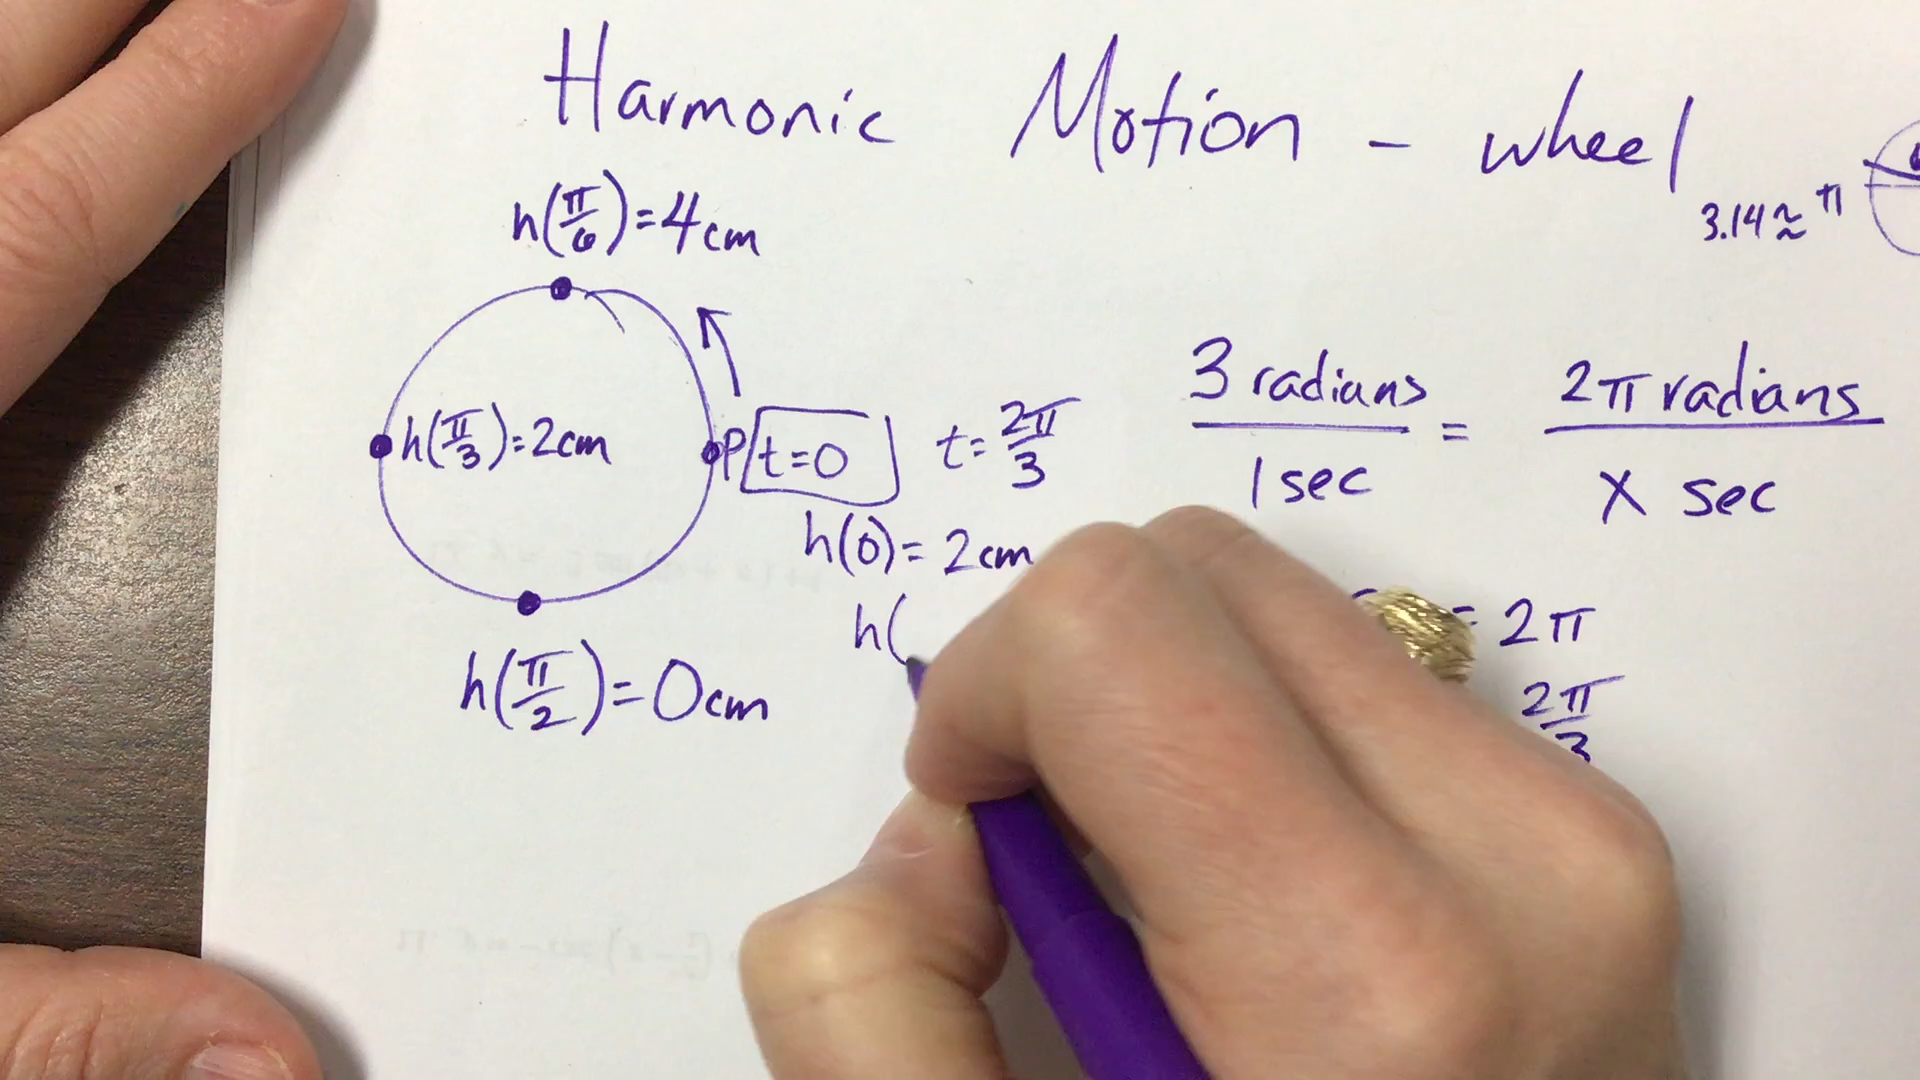 Harmonic Motion - wheel
3.14 ≈ π
h(π/6) = 4cm
h(π/3) = 2cm
P t=0
t = 2π/3
h(0) = 2cm
h(
h(π/2) = 0cm
3 radians / 1 sec = 2π radians / x sec
= 2π
2π/3